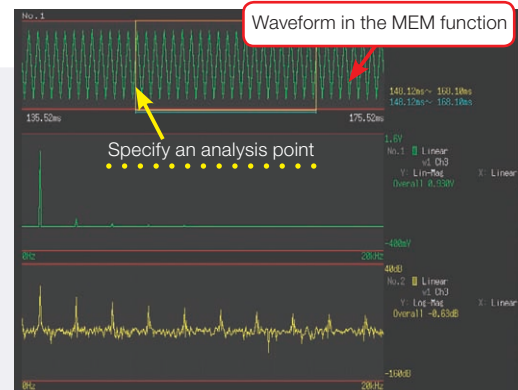 No.1
Waveform in the MEM function
148.12ms~ 168.10ms
148.12ms~ 168.10ms
135.52ms 175.52ms
Specify an analysis point
1.6V
No.1 Linear
w1 Ch3
Y: Lin-Mag X: Linear
Overall 0.930V
-400mV
0Hz 20kHz
40dB
No.2 Linear
w1 Ch3
Y: Log-Mag X: Linear
Overall -0.63dB
-160dB
0Hz 20kHz